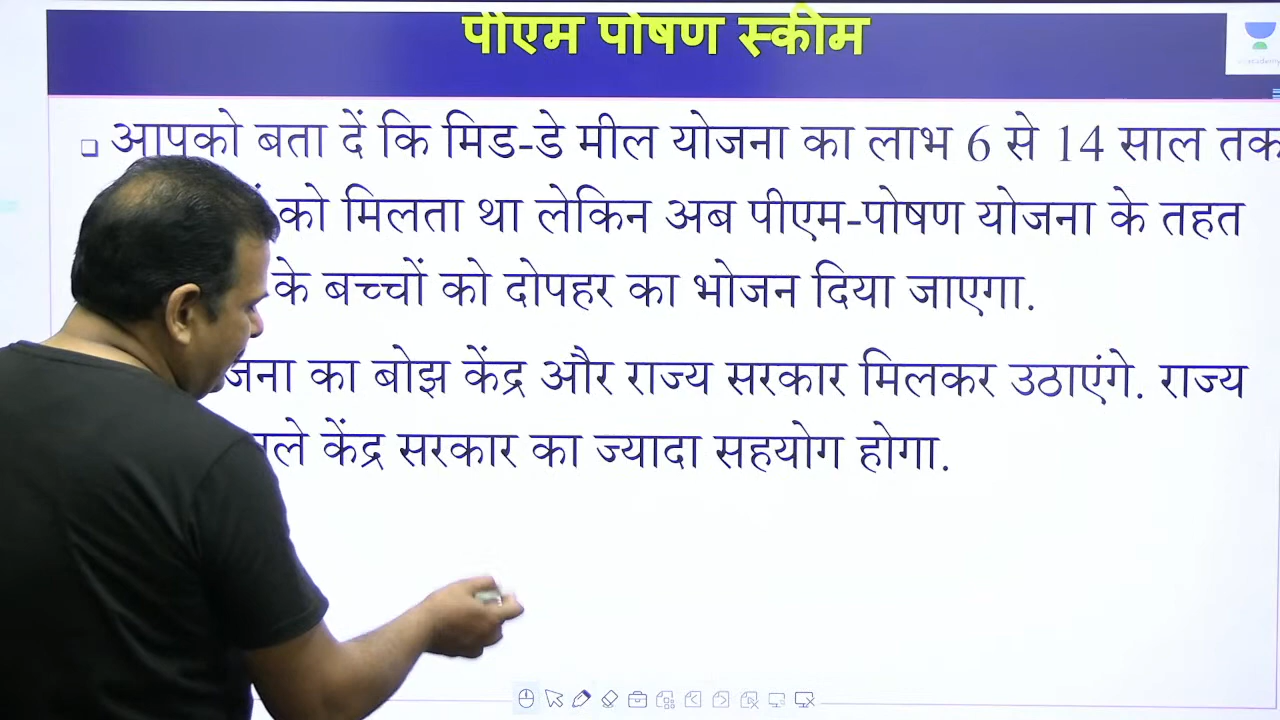 पीएम पोषण स्कीम
आपको बता दें कि मिड-डे मील योजना का लाभ 6 से 14 साल तक
को मिलता था लेकिन अब पीएम-पोषण योजना के तहत
के बच्चों को दोपहर का भोजन दिया जाएगा.
केंद्र और राज्य सरकार मिलकर उठाएंगे. राज्य
केंद्र सरकार का ज्यादा सहयोग होगा.